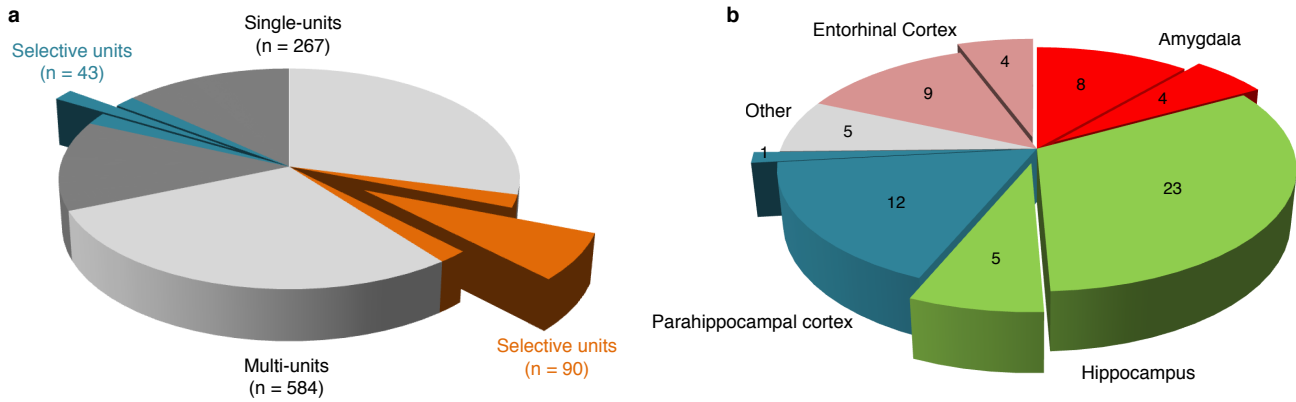 a
Single-units
(n = 267)
Selective units
(n = 43)
Multi-units
(n = 584)
Selective units
(n = 90)
b
Entorhinal Cortex
Amygdala
4
8
4
9
Other
5
1
12
23
5
Parahippocampal cortex
Hippocampus